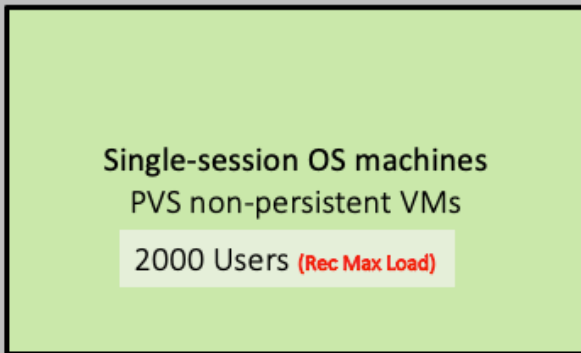 Single-session OS machines
PVS non-persistent VMs
2000 Users (Rec Max Load)